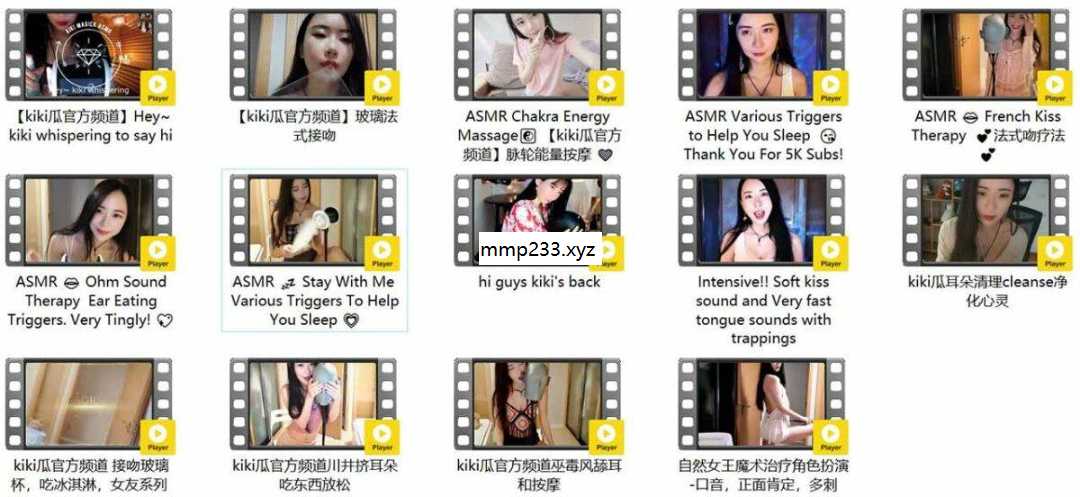 KIKI MAGICK ASMR
Hey~ kiki whispering
Player
Player
Player
Player
Player
【kiki瓜官方频道】Hey~
kiki whispering to say hi
【kiki瓜官方频道】玻璃法
式接吻
ASMR Chakra Energy
Massage☯ 【kiki瓜官方
频道】脉轮能量按摩 💜
ASMR Various Triggers
to Help You Sleep 😘
Thank You For 5K Subs!
ASMR 👄 French Kiss
Therapy 💕法式吻疗法
💕
Player
Player
mmp233.xyz
Player
Player
ASMR 👄 Ohm Sound
Therapy Ear Eating
Triggers. Very Tingly! 💘
ASMR 💤 Stay With Me
Various Triggers To Help
You Sleep 💗
hi guys kiki's back
Intensive!! Soft kiss
sound and Very fast
tongue sounds with
trappings
kiki瓜耳朵清理cleanse净
化心灵
Player
Player
Player
Player
kiki瓜官方频道 接吻玻璃
杯，吃冰淇淋，女友系列
kiki瓜官方频道川井挤耳朵
吃东西放松
kiki瓜官方频道巫毒风舔耳
和按摩
自然女王魔术治疗角色扮演
-口音，正面肯定，多刺